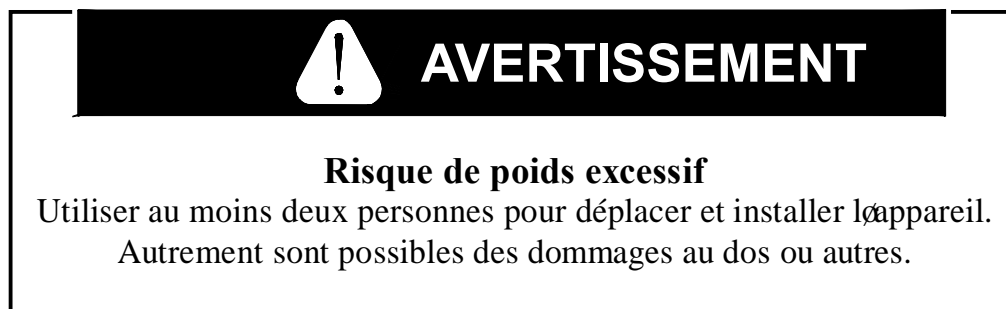 AVERTISSEMENT
Risque de poids excessif
Utiliser au moins deux personnes pour déplacer et installer løappareil.
Autrement sont possibles des dommages au dos ou autres.